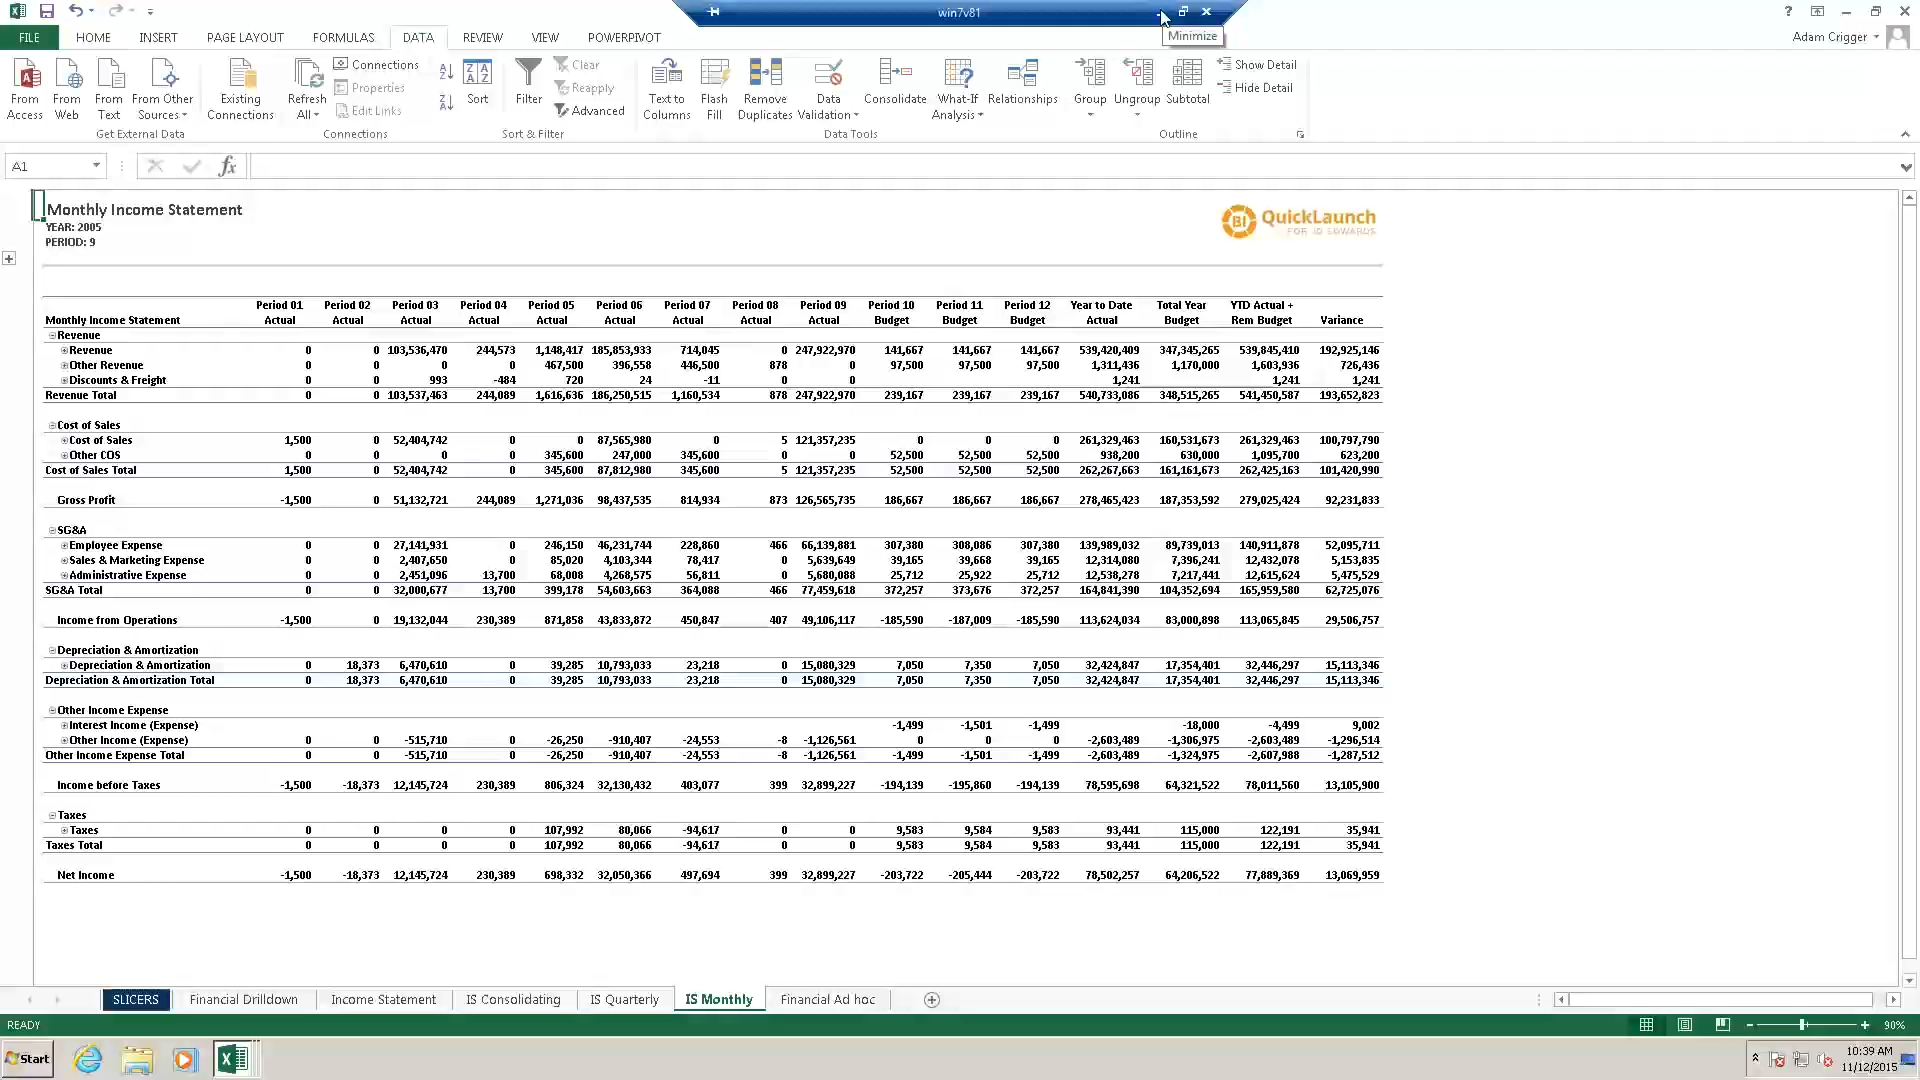 win7v81
Minimize
FILE HOME INSERT PAGE LAYOUT FORMULAS DATA REVIEW VIEW POWERPIVOT Adam Crigger
From Access From Web From Text From Other Sources Existing Connections Refresh All Connections Properties Edit Links Sort Filter Clear Reapply Advanced Text to Columns Flash Fill Remove Duplicates Data Validation Consolidate What-If Analysis Relationships Group Ungroup Subtotal Show Detail Hide Detail
Get External Data Connections Sort & Filter Data Tools Outline
A1 fx
Monthly Income Statement
YEAR: 2005
PERIOD: 9
BI QuickLaunch
FOR JD EDWARDS
Period 01 Period 02 Period 03 Period 04 Period 05 Period 06 Period 07 Period 08 Period 09 Period 10 Period 11 Period 12 Year to Date Total Year YTD Actual +
Monthly Income Statement Actual Actual Actual Actual Actual Actual Actual Actual Actual Budget Budget Budget Actual Budget Rem Budget Variance
Revenue
Revenue 0 0 103,536,470 244,573 1,148,417 185,853,933 714,045 0 247,922,970 141,667 141,667 141,667 539,420,409 347,345,265 539,845,410 192,925,146
Other Revenue 0 0 0 0 467,500 396,558 446,500 878 0 97,500 97,500 97,500 1,311,436 1,170,000 1,603,936 726,436
Discounts & Freight 0 0 993 -484 720 24 -11 0 0 1,241 1,241 1,241
Revenue Total 0 0 103,537,463 244,089 1,616,636 186,250,515 1,160,534 878 247,922,970 239,167 239,167 239,167 540,733,086 348,515,265 541,450,587 193,652,823
Cost of Sales
Cost of Sales 1,500 0 52,404,742 0 0 87,565,980 0 5 121,357,235 0 0 0 261,329,463 160,531,673 261,329,463 100,797,790
Other COS 0 0 0 0 345,600 247,000 345,600 0 0 52,500 52,500 52,500 938,200 630,000 1,095,700 623,200
Cost of Sales Total 1,500 0 52,404,742 0 345,600 87,812,980 345,600 5 121,357,235 52,500 52,500 52,500 262,267,663 161,161,673 262,425,163 101,420,990
Gross Profit -1,500 0 51,132,721 244,089 1,271,036 98,437,535 814,934 873 126,565,735 186,667 186,667 186,667 278,465,423 187,353,592 279,025,424 92,231,833
SG&A
Employee Expense 0 0 27,141,931 0 246,150 46,231,744 228,860 466 66,139,881 307,380 308,086 307,380 139,989,032 89,739,013 140,911,878 52,095,711
Sales & Marketing Expense 0 0 2,407,650 85,020 4,103,344 78,417 0 5,639,649 39,165 39,668 39,165 12,314,080 7,396,241 12,432,078 5,153,835
Administrative Expense 0 0 2,451,096 13,700 68,008 4,268,575 56,811 0 5,680,088 25,712 25,922 25,712 12,538,278 7,217,441 12,615,624 5,475,529
SG&A Total 0 0 32,000,677 13,700 399,178 54,603,663 364,088 466 77,459,618 372,257 373,676 372,257 164,841,390 104,352,694 165,959,580 62,725,076
Income from Operations -1,500 0 19,132,044 230,389 871,858 43,833,872 450,847 407 49,106,117 -185,590 -187,009 -185,590 113,624,034 83,000,898 113,065,845 29,506,757
Depreciation & Amortization
Depreciation & Amortization 0 18,373 6,470,610 0 39,285 10,793,033 23,218 0 15,080,329 7,050 7,350 7,050 32,424,847 17,354,401 32,446,297 15,113,346
Depreciation & Amortization Total 0 18,373 6,470,610 0 39,285 10,793,033 23,218 0 15,080,329 7,050 7,350 7,050 32,424,847 17,354,401 32,446,297 15,113,346
Other Income Expense
Interest Income (Expense) -1,499 -1,501 -1,499 -18,000 -4,499 9,002
Other Income (Expense) 0 0 -515,710 0 -26,250 -910,407 -24,553 -8 -1,126,561 0 0 0 -2,603,489 -1,306,975 -2,603,489 -1,296,514
Other Income Expense Total 0 0 -515,710 0 -26,250 -910,407 -24,553 -8 -1,126,561 -1,499 -1,501 -1,499 -2,603,489 -1,324,975 -2,607,988 -1,287,512
Income before Taxes -1,500 -18,373 12,145,724 230,389 806,324 32,130,432 403,077 399 32,899,227 -194,139 -195,860 -194,139 78,595,698 64,321,522 78,011,560 13,105,900
Taxes
Taxes 0 0 0 0 107,992 80,066 -94,617 0 0 9,583 9,584 9,583 93,441 115,000 122,191 35,941
Taxes Total 0 0 0 0 107,992 80,066 -94,617 0 0 9,583 9,584 9,583 93,441 115,000 122,191 35,941
Net Income -1,500 -18,373 12,145,724 230,389 698,332 32,050,366 497,694 399 32,899,227 -203,722 -205,444 -203,722 78,502,257 64,206,522 77,889,369 13,069,959
SLICERS Financial Drilldown Income Statement IS Consolidating IS Quarterly IS Monthly Financial Ad hoc
READY 90%
Start 10:39 AM
11/12/2015